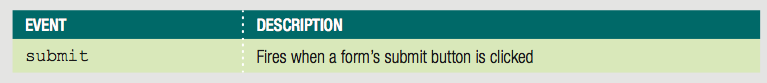 EVENT DESCRIPTION
submit Fires when a form’s submit button is clicked